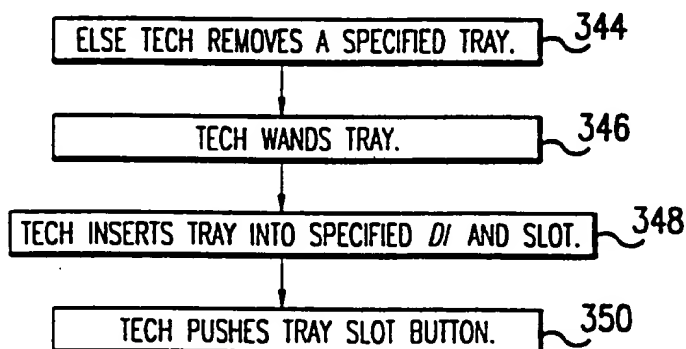 ELSE TECH REMOVES A SPECIFIED TRAY. 344
TECH WANDS TRAY. 346
TECH INSERTS TRAY INTO SPECIFIED DI AND SLOT. 348
TECH PUSHES TRAY SLOT BUTTON. 350